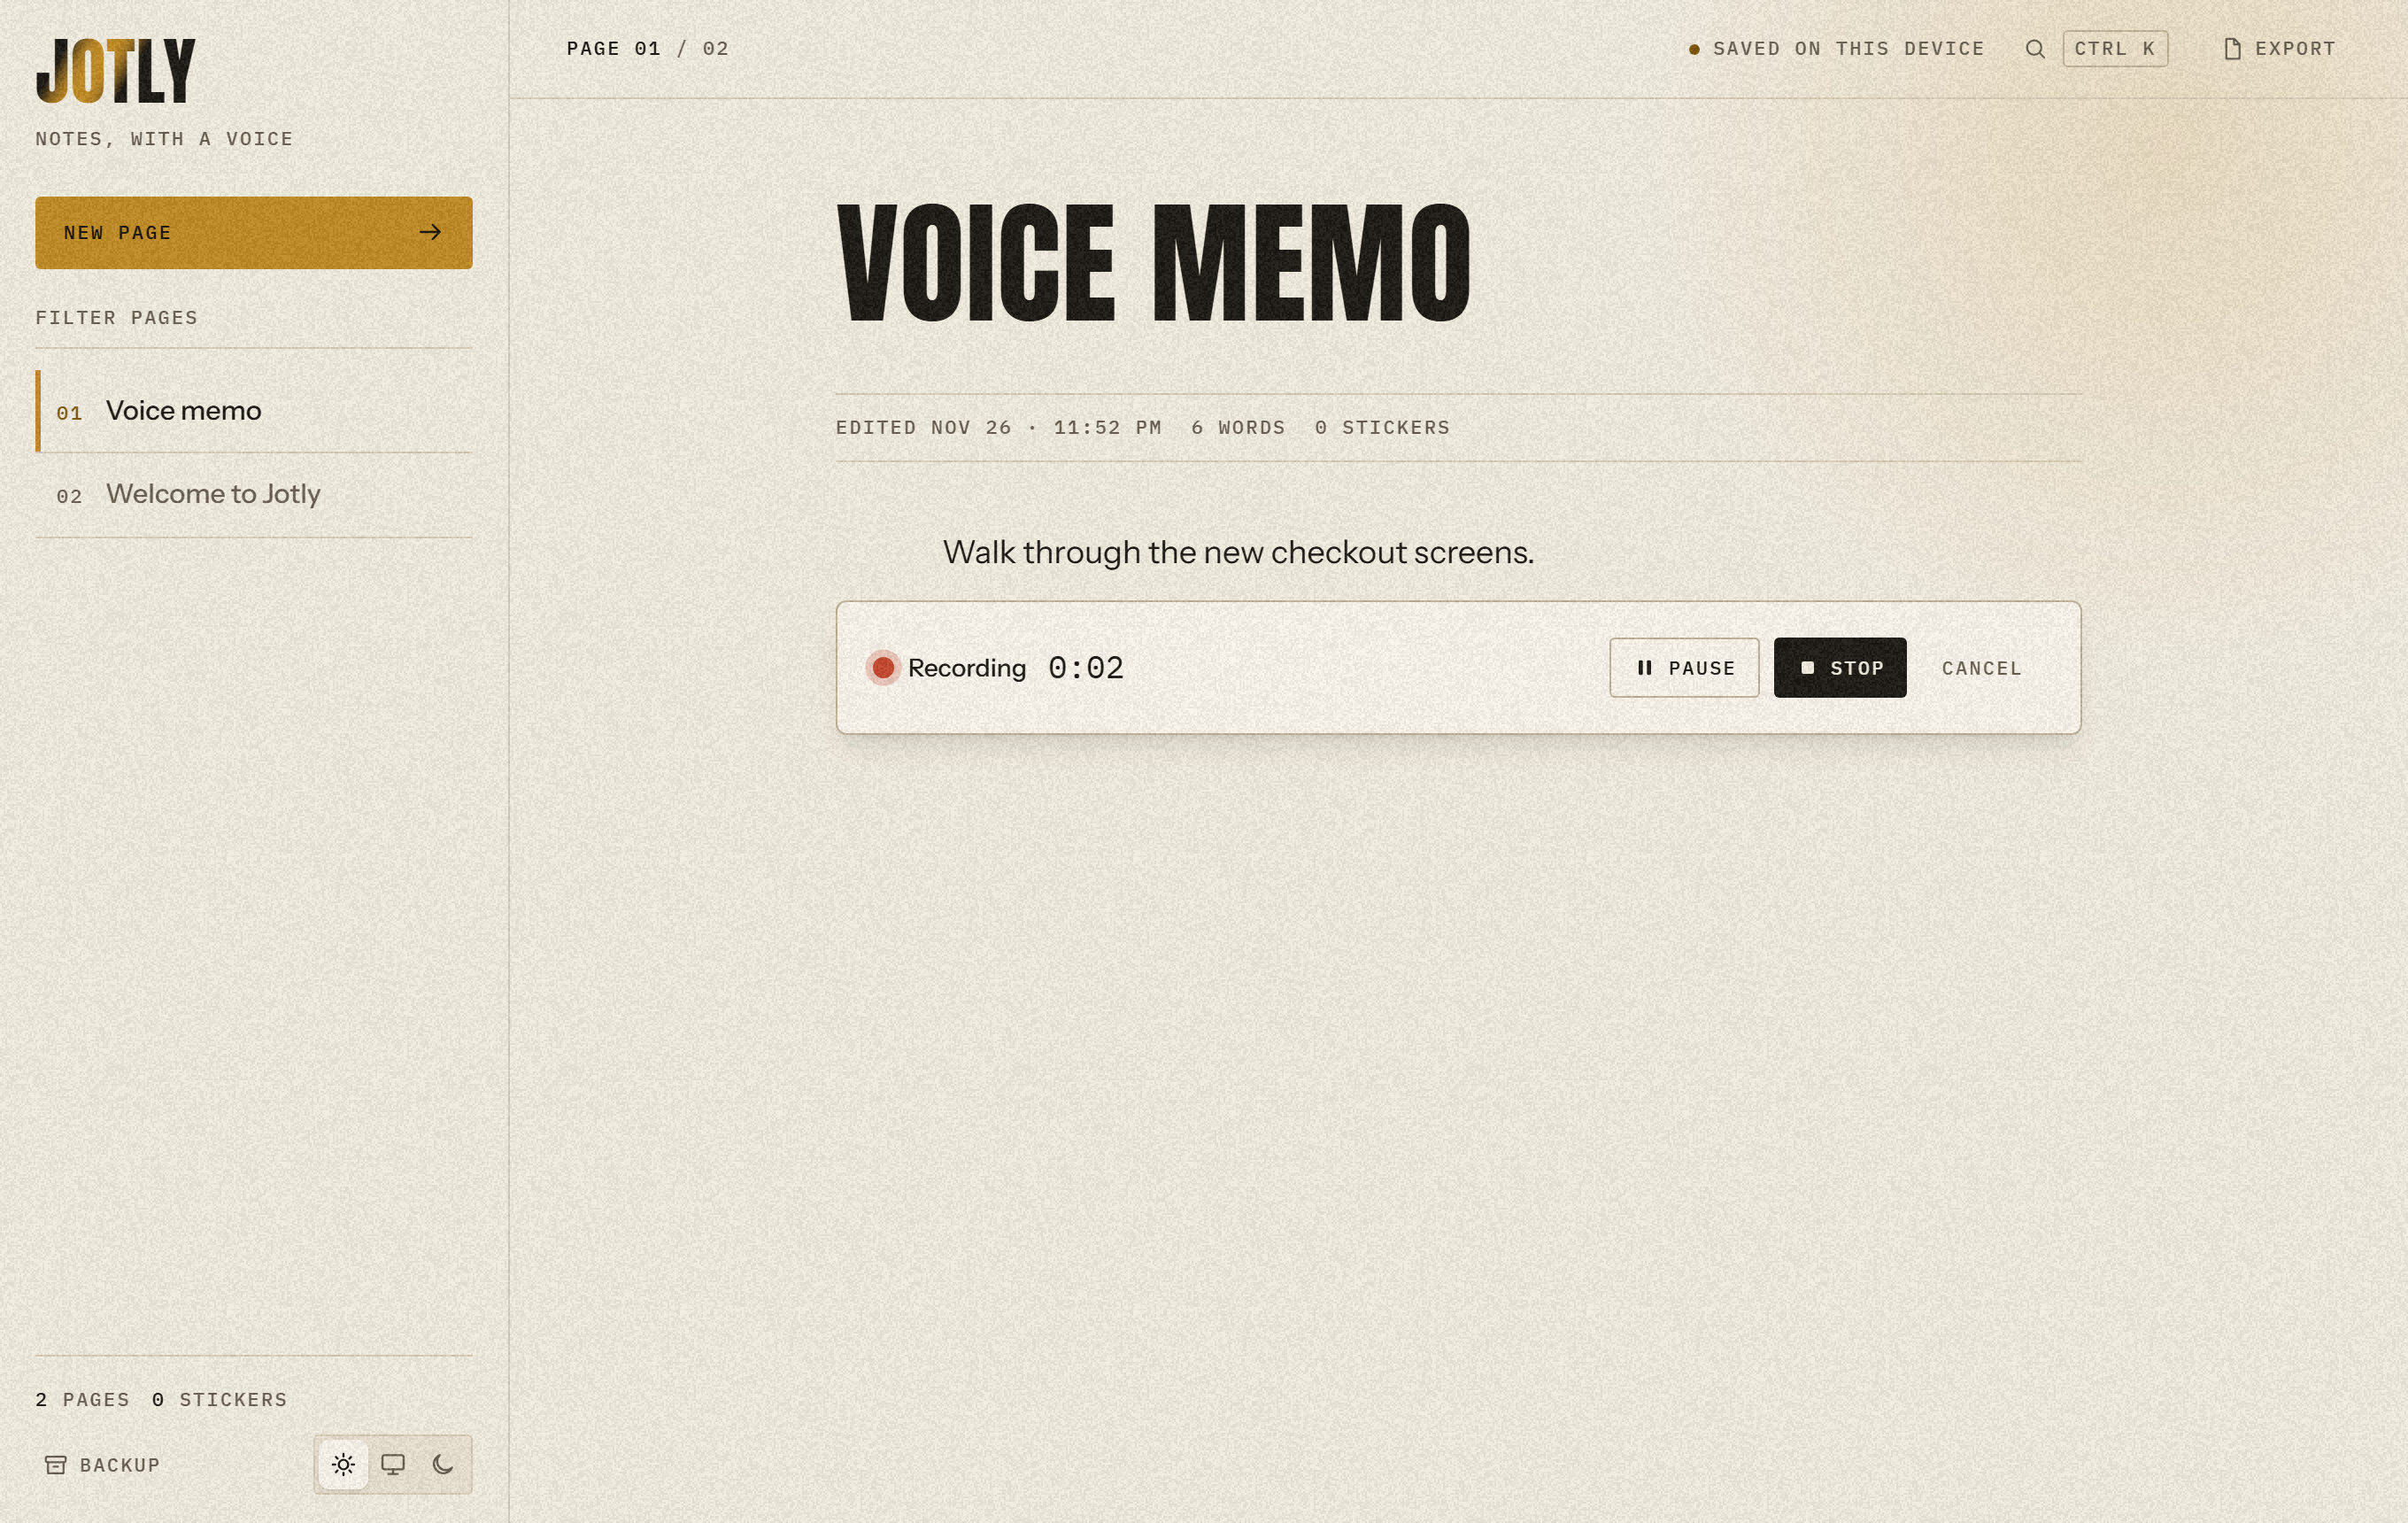 JOTLY
NOTES, WITH A VOICE
NEW PAGE
FILTER PAGES
01 Voice memo
02 Welcome to Jotly
2 PAGES 0 STICKERS
BACKUP
PAGE 01 / 02
SAVED ON THIS DEVICE
CTRL K
EXPORT
VOICE MEMO
EDITED NOV 26 · 11:52 PM 6 WORDS 0 STICKERS
Walk through the new checkout screens.
Recording 0:02
PAUSE
STOP
CANCEL